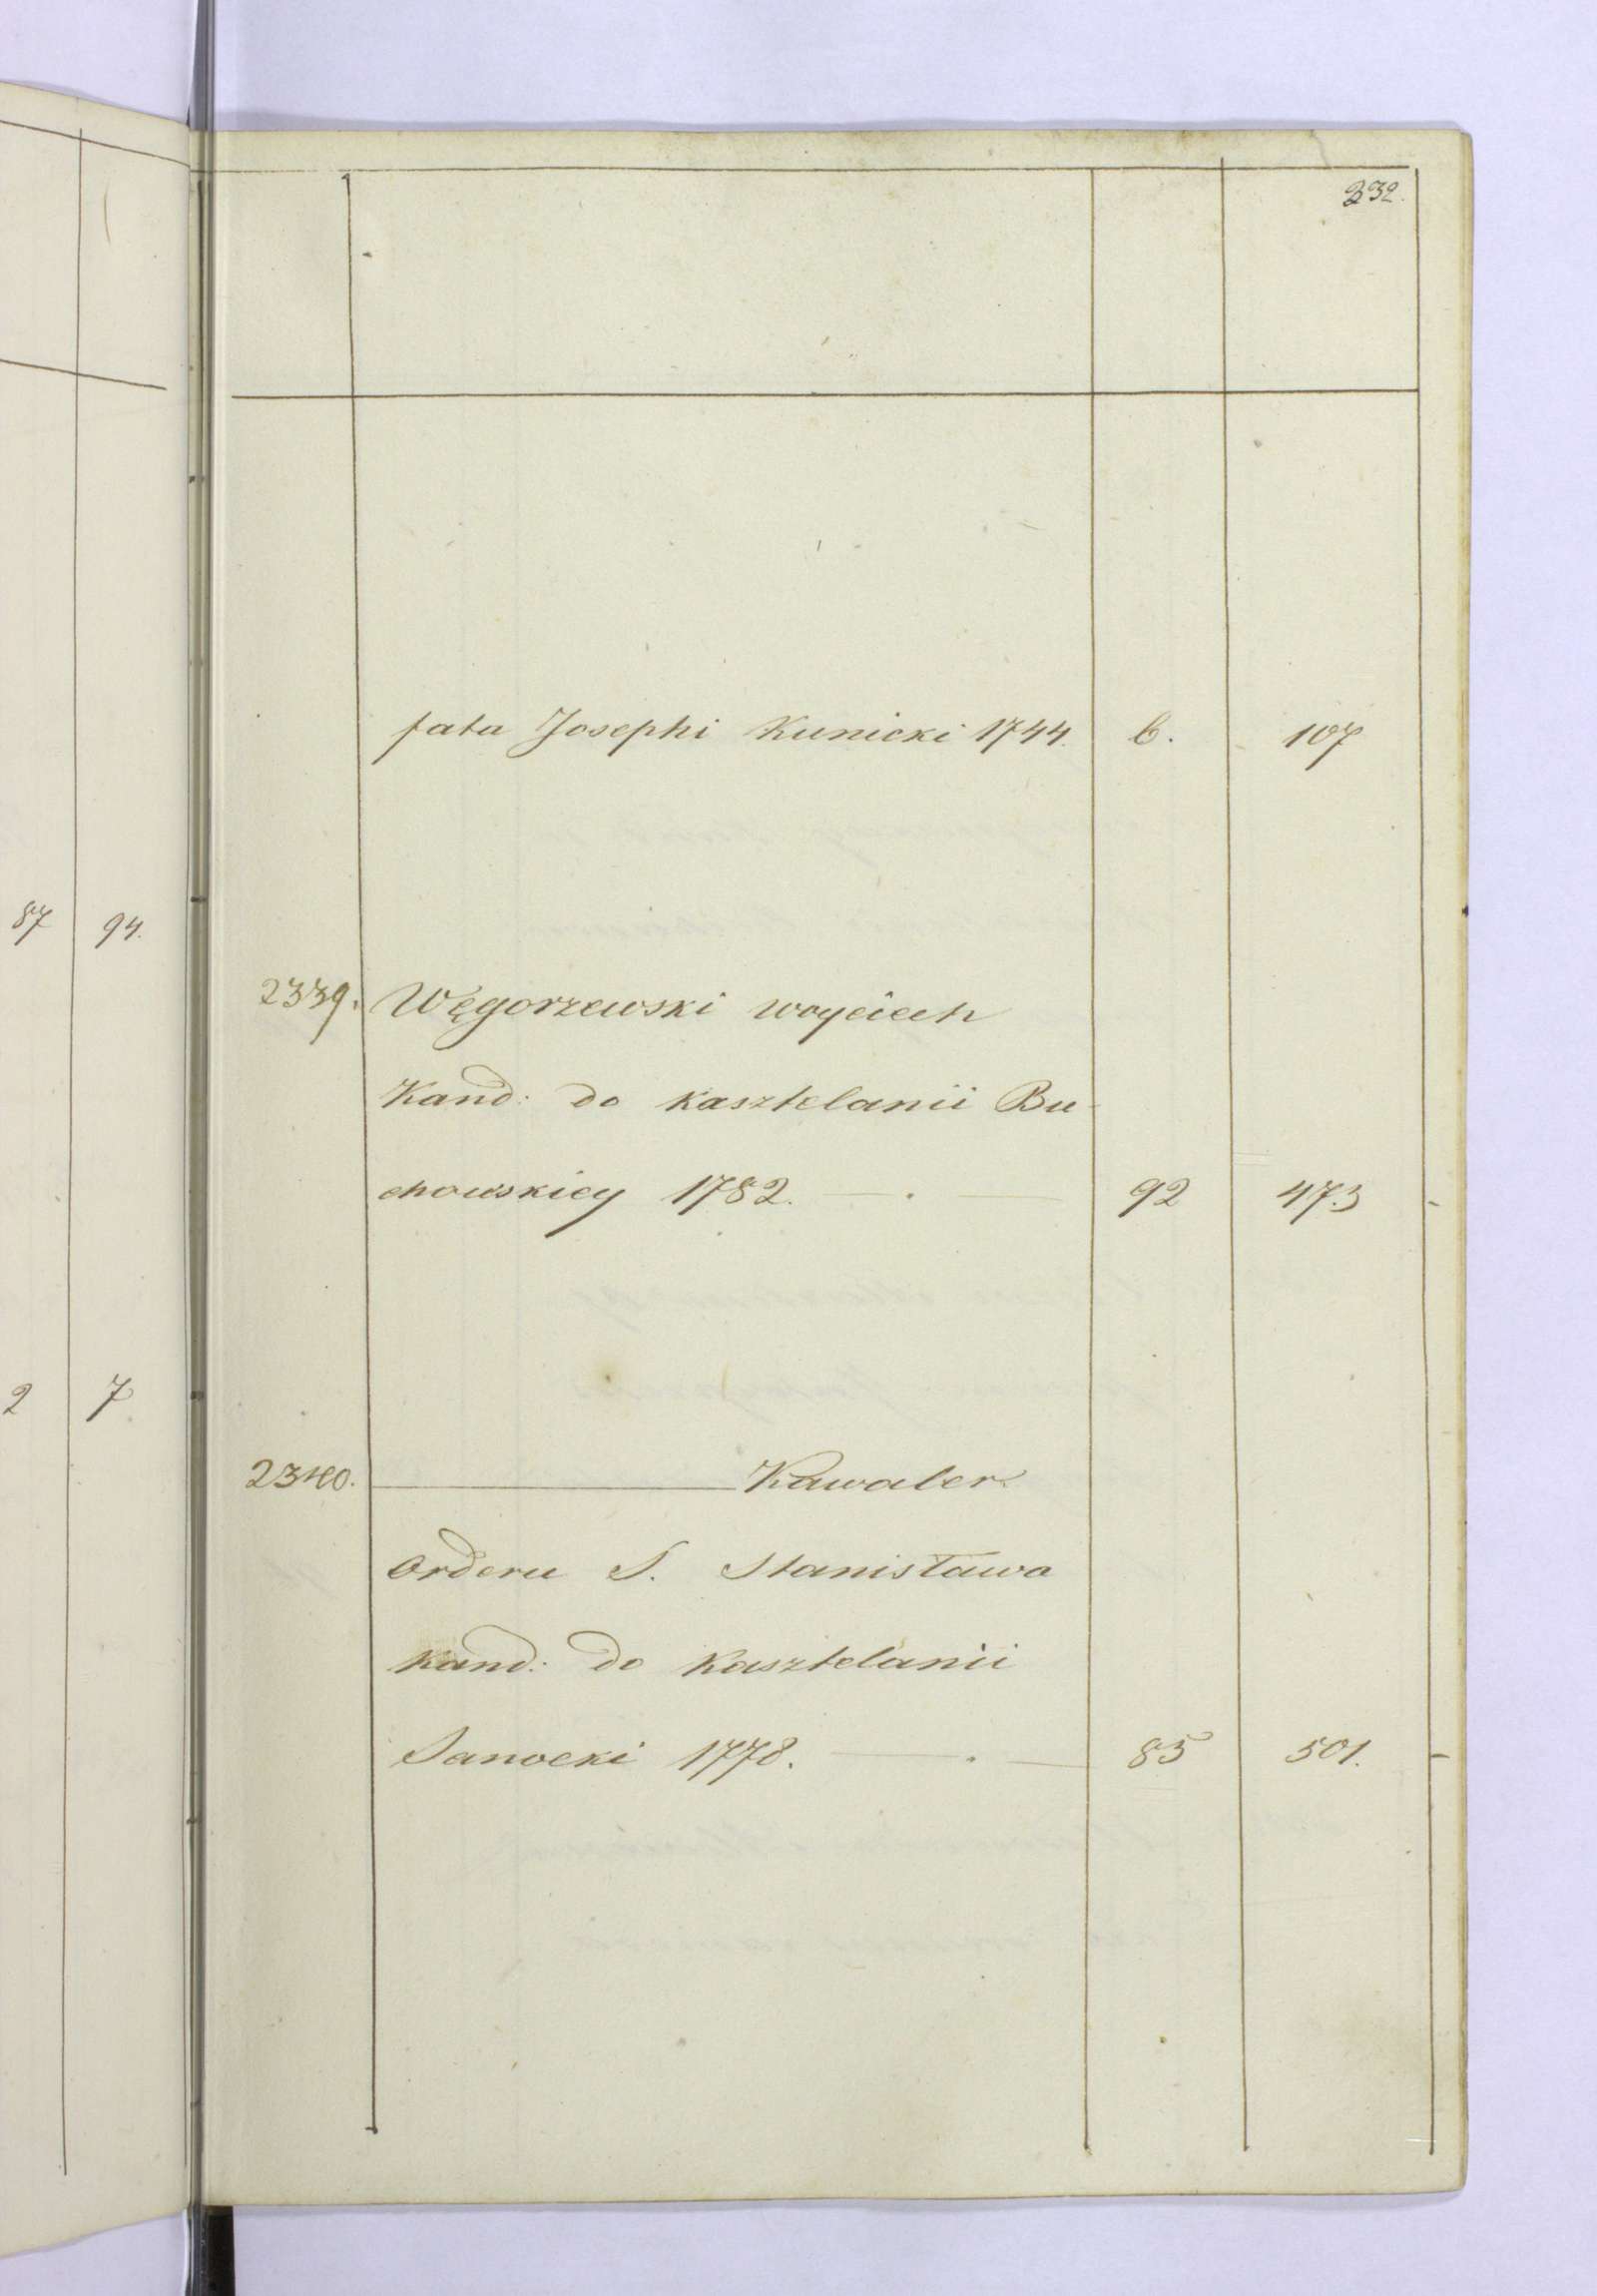 232.
fata Josephi Kunicki 1744. 6. 107
87 94.
2339. Węgorzewski woyciech
Kand: do kasztelanii Bu-
chowskiey 1782. 92 473
2 7
2340. Kawaler
Orderu S. Stanisława
kand: do kasztelanii
Sanocki 1778. 85 501.